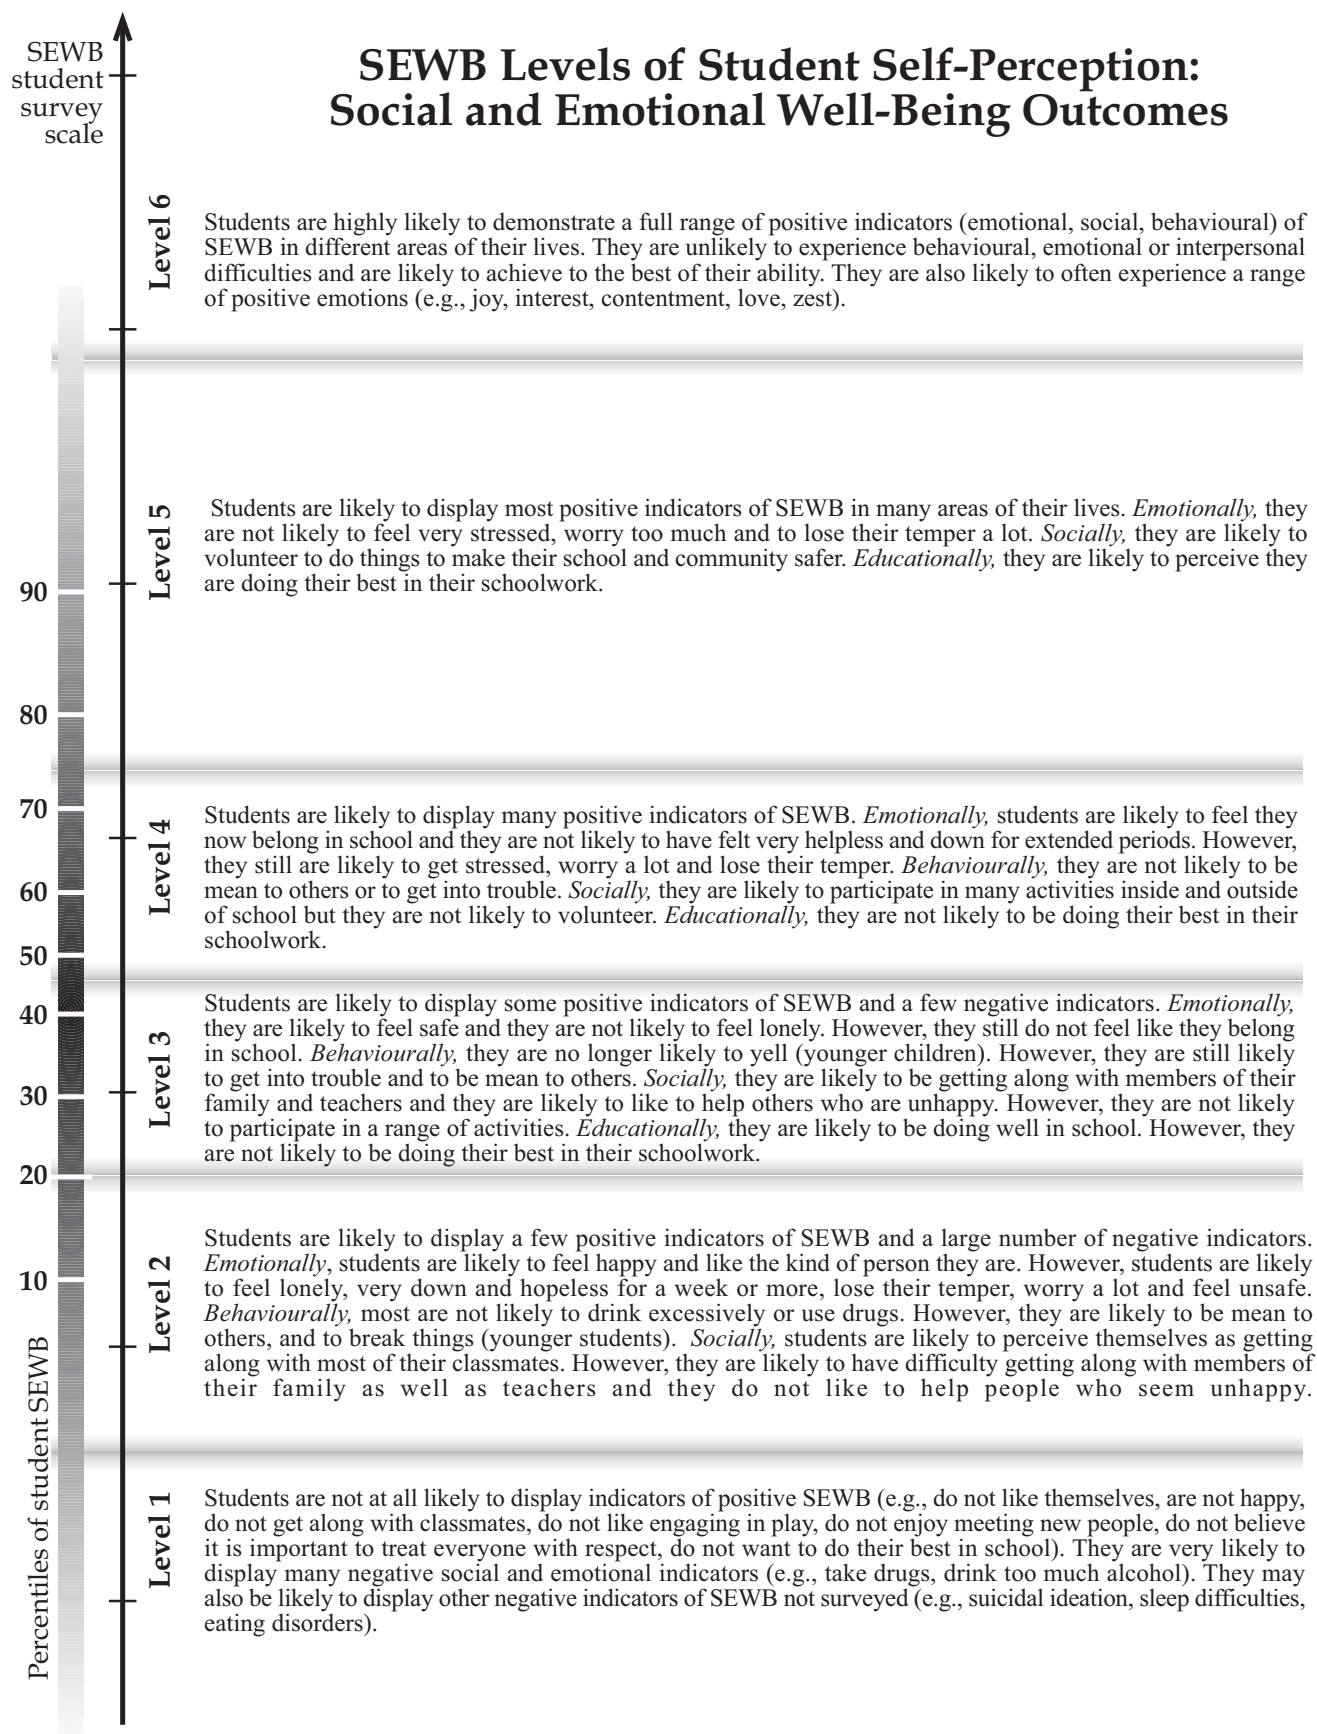 SEWB
student
survey
scale
SEWB Levels of Student Self-Perception:
Social and Emotional Well-Being Outcomes
Level 6
Students are highly likely to demonstrate a full range of positive indicators (emotional, social, behavioural) of
SEWB in different areas of their lives. They are unlikely to experience behavioural, emotional or interpersonal
difficulties and are likely to achieve to the best of their ability. They are also likely to often experience a range
of positive emotions (e.g., joy, interest, contentment, love, zest).
Level 5
Students are likely to display most positive indicators of SEWB in many areas of their lives. Emotionally, they
are not likely to feel very stressed, worry too much and to lose their temper a lot. Socially, they are likely to
volunteer to do things to make their school and community safer. Educationally, they are likely to perceive they
are doing their best in their schoolwork.
90
80
70
Level 4
Students are likely to display many positive indicators of SEWB. Emotionally, students are likely to feel they
now belong in school and they are not likely to have felt very helpless and down for extended periods. However,
they still are likely to get stressed, worry a lot and lose their temper. Behaviourally, they are not likely to be
mean to others or to get into trouble. Socially, they are likely to participate in many activities inside and outside
of school but they are not likely to volunteer. Educationally, they are not likely to be doing their best in their
schoolwork.
60
50
40
Level 3
Students are likely to display some positive indicators of SEWB and a few negative indicators. Emotionally,
they are likely to feel safe and they are not likely to feel lonely. However, they still do not feel like they belong
in school. Behaviourally, they are no longer likely to yell (younger children). However, they are still likely
to get into trouble and to be mean to others. Socially, they are likely to be getting along with members of their
family and teachers and they are likely to like to help others who are unhappy. However, they are not likely
to participate in a range of activities. Educationally, they are likely to be doing well in school. However, they
are not likely to be doing their best in their schoolwork.
30
20
Level 2
Students are likely to display a few positive indicators of SEWB and a large number of negative indicators.
Emotionally, students are likely to feel happy and like the kind of person they are. However, students are likely
to feel lonely, very down and hopeless for a week or more, lose their temper, worry a lot and feel unsafe.
Behaviourally, most are not likely to drink excessively or use drugs. However, they are likely to be mean to
others, and to break things (younger students). Socially, students are likely to perceive themselves as getting
along with most of their classmates. However, they are likely to have difficulty getting along with members of
their family as well as teachers and they do not like to help people who seem unhappy.
10
Percentiles of student SEWB
Level 1
Students are not at all likely to display indicators of positive SEWB (e.g., do not like themselves, are not happy,
do not get along with classmates, do not like engaging in play, do not enjoy meeting new people, do not believe
it is important to treat everyone with respect, do not want to do their best in school). They are very likely to
display many negative social and emotional indicators (e.g., take drugs, drink too much alcohol). They may
also be likely to display other negative indicators of SEWB not surveyed (e.g., suicidal ideation, sleep difficulties,
eating disorders).